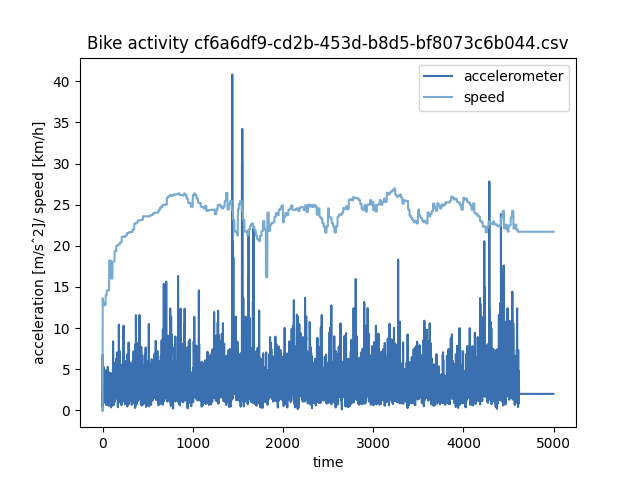 Bike activity cf6a6df9-cd2b-453d-b8d5-bf8073c6b044.csv
accelerometer
speed
acceleration [m/s^2]/ speed [km/h]
40
35
30
25
20
15
10
5
0
0 1000 2000 3000 4000 5000
time